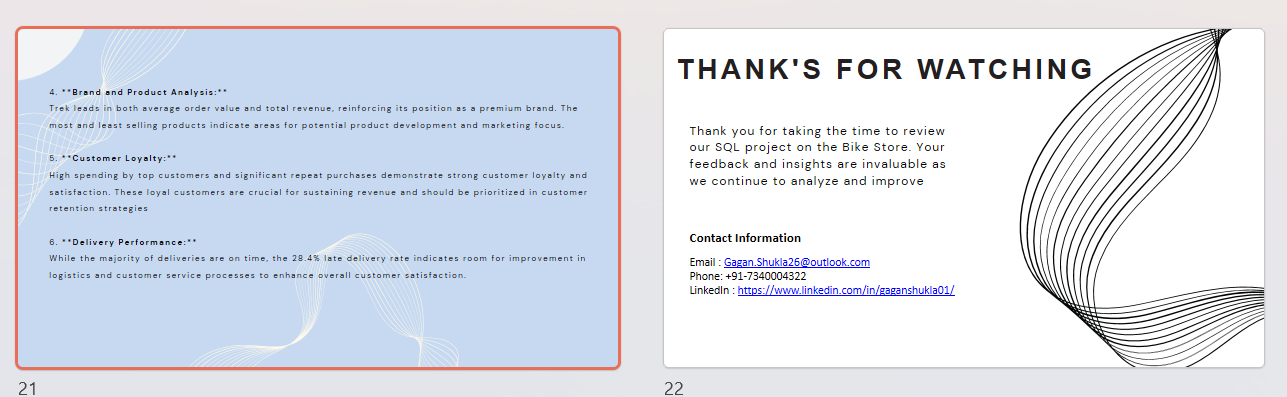 4. **Brand and Product Analysis:**
Trek leads in both average order value and total revenue, reinforcing its position as a premium brand. The
most and least selling products indicate areas for potential product development and marketing focus.
5. **Customer Loyalty:**
High spending by top customers and significant repeat purchases demonstrate strong customer loyalty and
satisfaction. These loyal customers are crucial for sustaining revenue and should be prioritized in customer
retention strategies
6. **Delivery Performance:**
While the majority of deliveries are on time, the 28.4% late delivery rate indicates room for improvement in
logistics and customer service processes to enhance overall customer satisfaction.
21
THANK'S FOR WATCHING
Thank you for taking the time to review
our SQL project on the Bike Store. Your
feedback and insights are invaluable as
we continue to analyze and improve
Contact Information
Email : Gagan.Shukla26@outlook.com
Phone: +91-7340004322
LinkedIn : https://www.linkedin.com/in/gaganshukla01/
22